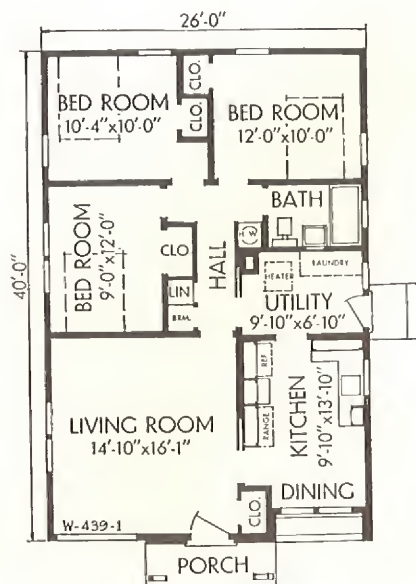 26'-0"
CLO.
BED ROOM
10'-4"x10'-0"
CLO.
BED ROOM
12'-0"x10'-0"
40'-0"
BATH
BED ROOM
9'-0"x12'-0"
CLO
HALL
H.W
LIN
BRM.
HEATER
LAUNDRY
UTILITY
9'-10"x6'-10"
REF.
RANGE
KITCHEN
9'-10"x13'-10"
LIVING ROOM
14'-10"x16'-1"
DINING
CLO.
W-439-1
PORCH